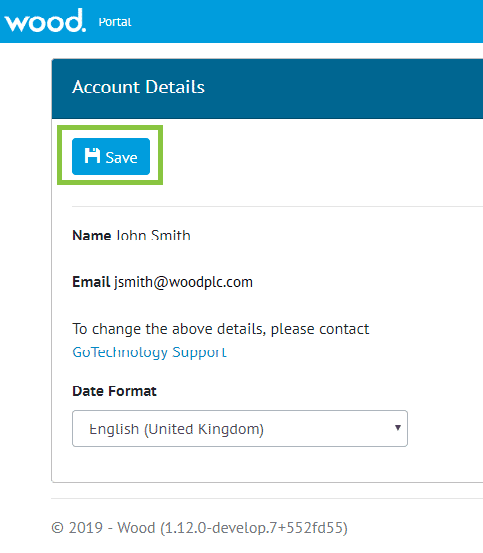 wood. Portal
Account Details
Save
Name John Smith
Email jsmith@woodplc.com
To change the above details, please contact
GoTechnology Support
Date Format
English (United Kingdom)
© 2019 - Wood (1.12.0-develop.7+552fd55)